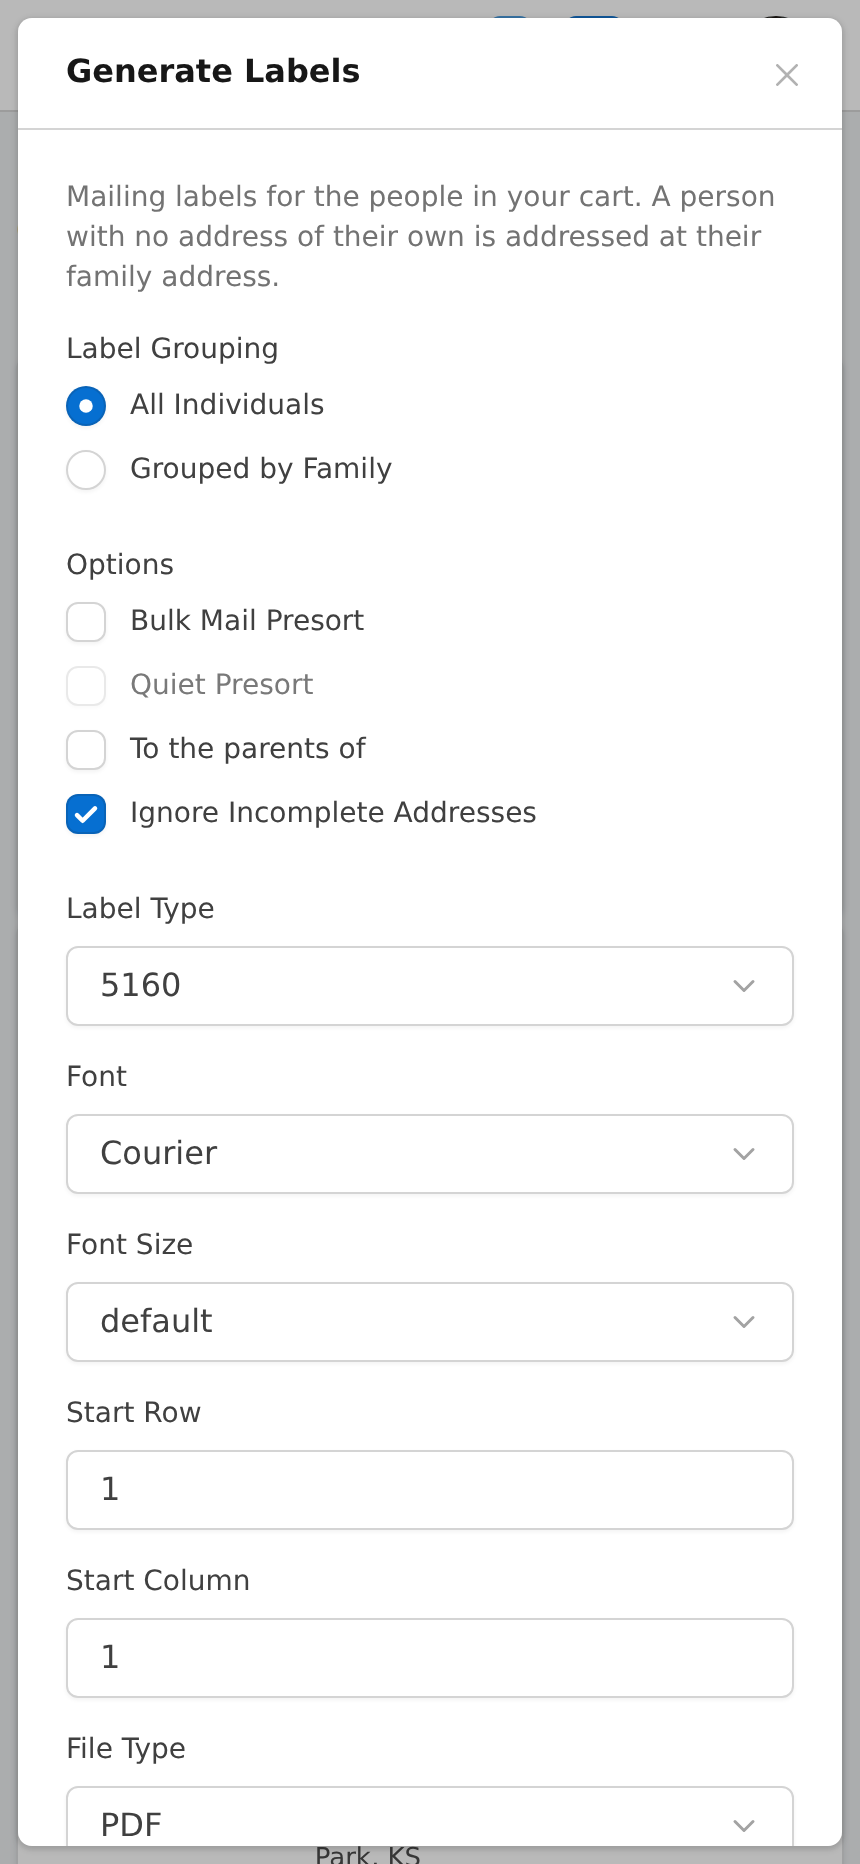 Generate Labels
Mailing labels for the people in your cart. A person
with no address of their own is addressed at their
family address.
Label Grouping
All Individuals
Grouped by Family
Options
Bulk Mail Presort
Quiet Presort
To the parents of
Ignore Incomplete Addresses
Label Type
5160
Font
Courier
Font Size
default
Start Row
1
Start Column
1
File Type
PDF
Park, KS